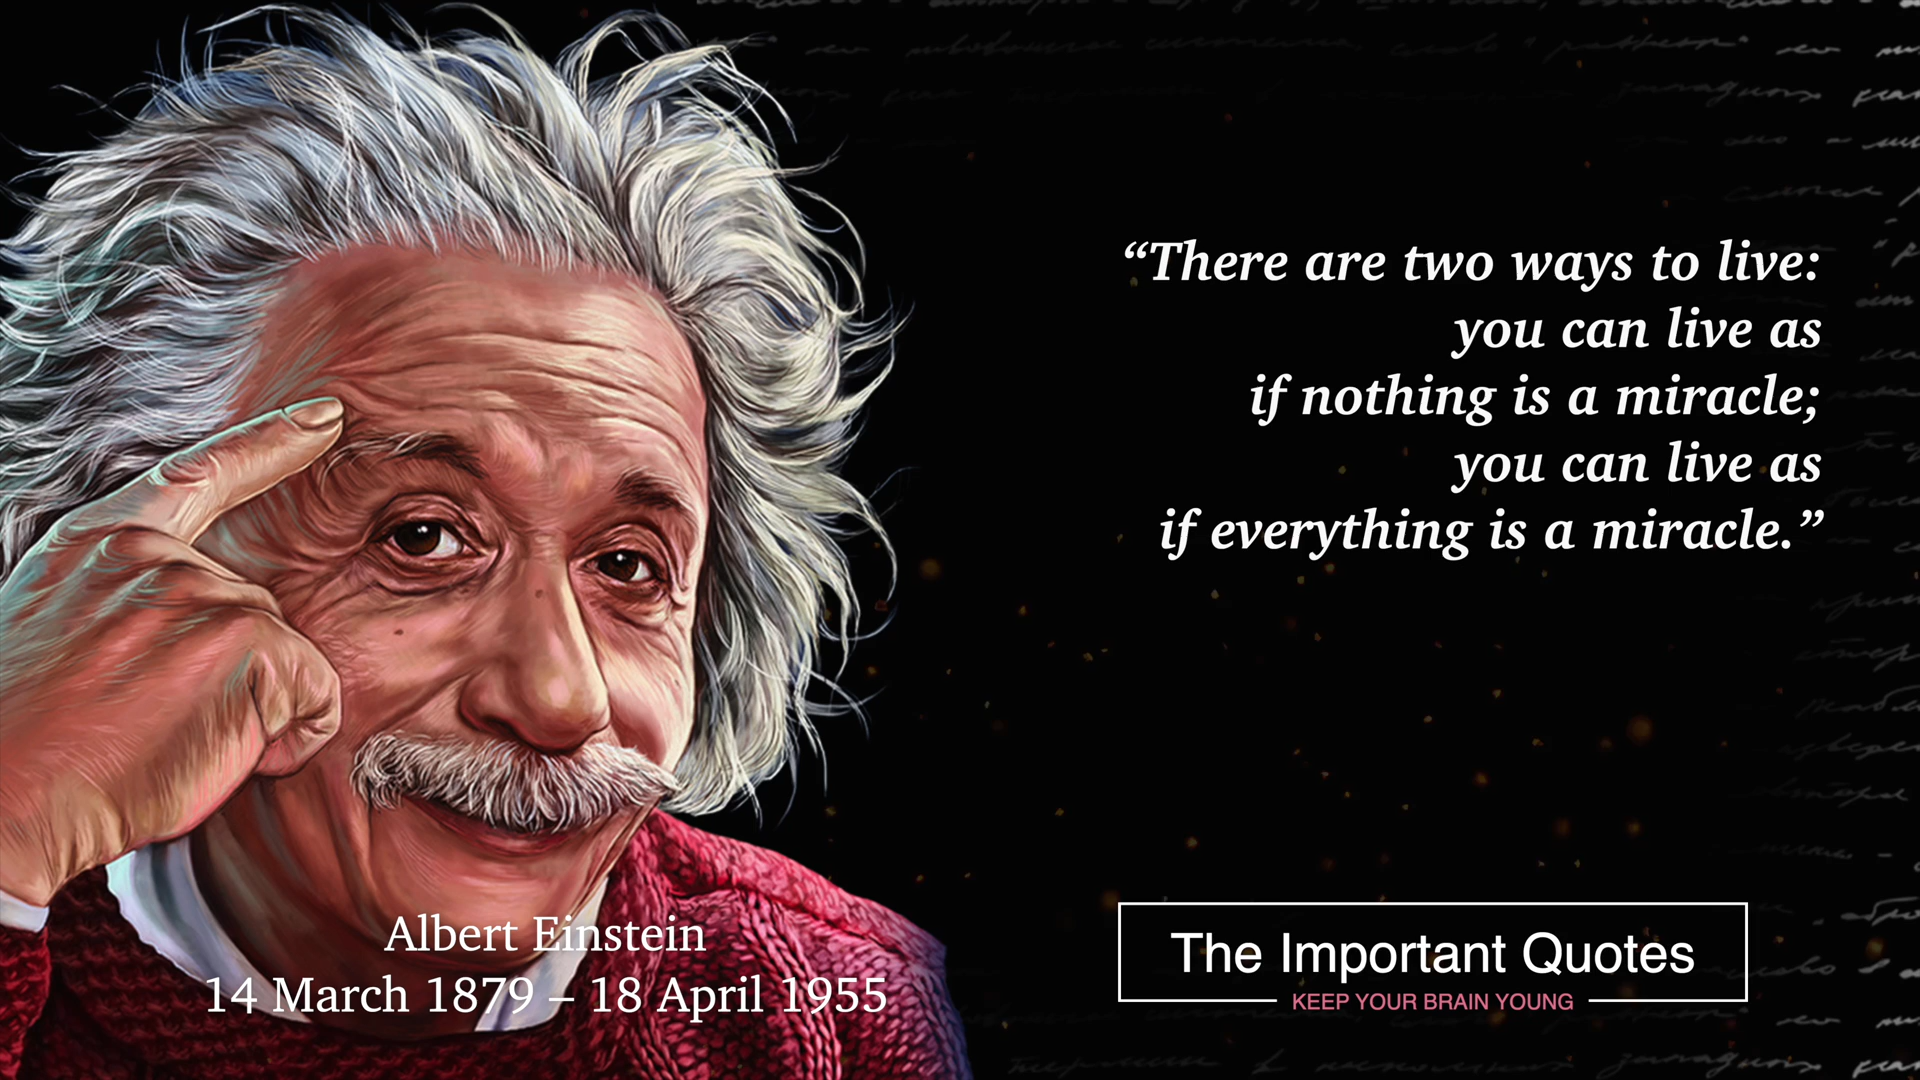 “There are two ways to live:
you can live as
if nothing is a miracle;
you can live as
if everything is a miracle.”
Albert Einstein
14 March 1879 – 18 April 1955
The Important Quotes
KEEP YOUR BRAIN YOUNG